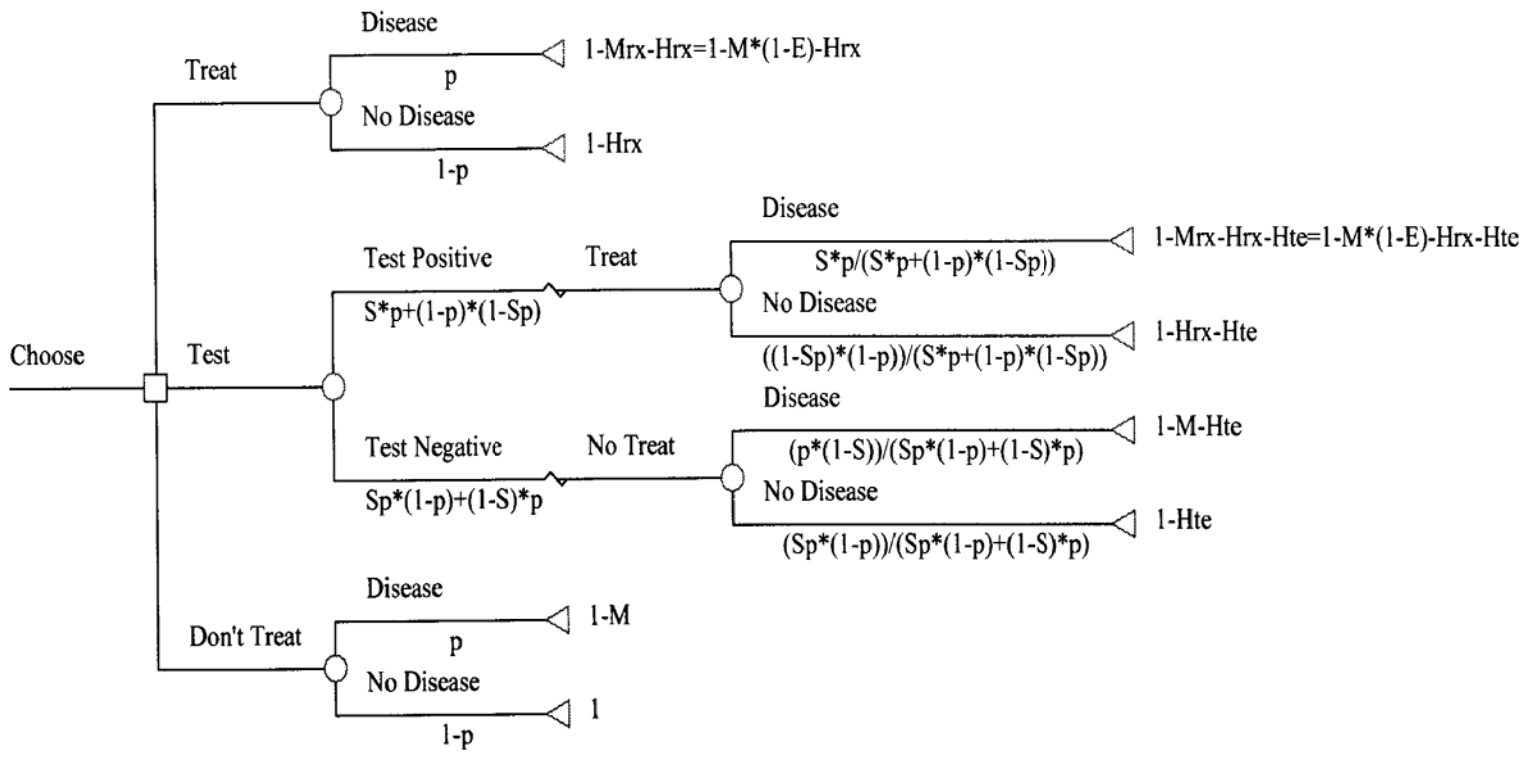 Disease
1-Mrx-Hrx=1-M*(1-E)-Hrx
Treat
p
No Disease
1-Hrx
1-p
Disease
1-Mrx-Hrx-Hte=1-M*(1-E)-Hrx-Hte
Test Positive
Treat
S*p/(S*p+(1-p)*(1-Sp))
No Disease
S*p+(1-p)*(1-Sp)
1-Hrx-Hte
Choose
Test
((1-Sp)*(1-p))/(S*p+(1-p)*(1-Sp))
Disease
1-M-Hte
Test Negative
No Treat
(p*(1-S))/(Sp*(1-p)+(1-S)*p)
No Disease
Sp*(1-p)+(1-S)*p
1-Hte
(Sp*(1-p))/(Sp*(1-p)+(1-S)*p)
Disease
1-M
Don't Treat
p
No Disease
1
1-p